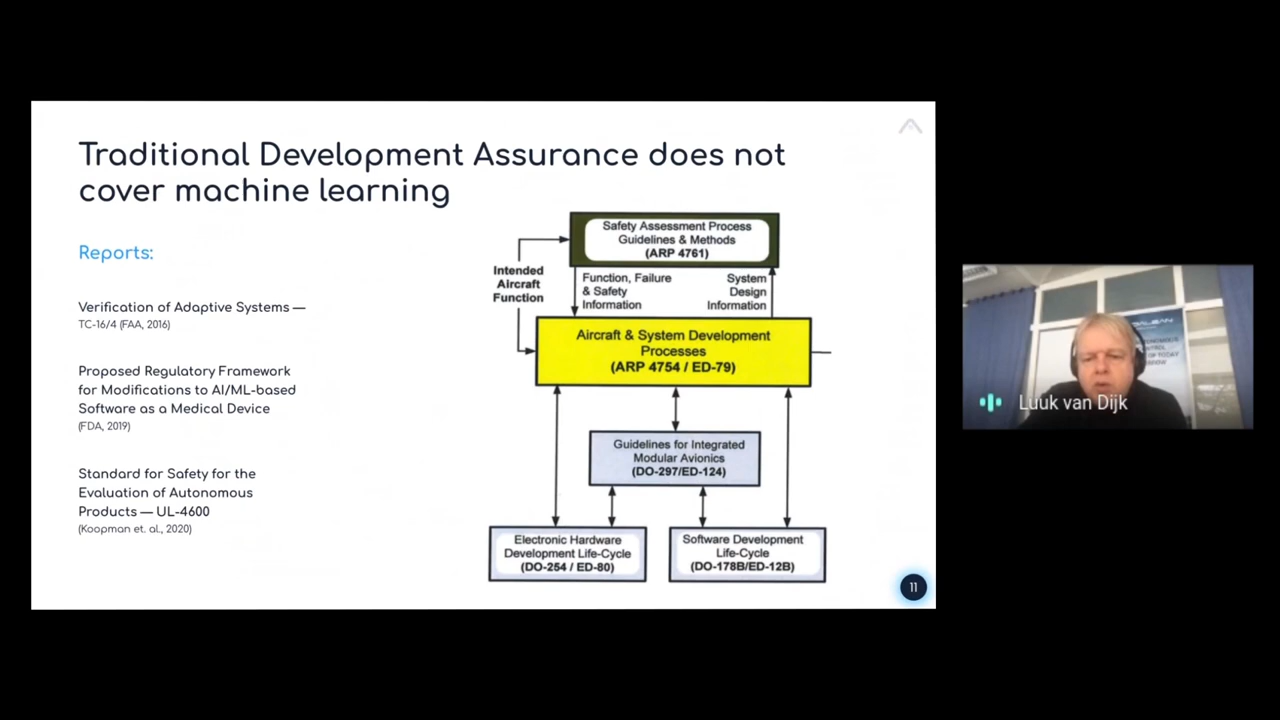 Traditional Development Assurance does not
cover machine learning
Reports:
Verification of Adaptive Systems —
TC-16/4 (FAA, 2016)
Proposed Regulatory Framework
for Modifications to AI/ML-based
Software as a Medical Device
(FDA, 2019)
Standard for Safety for the
Evaluation of Autonomous
Products — UL-4600
(Koopman et. al., 2020)
Safety Assessment Process
Guidelines & Methods
(ARP 4761)
Intended
Aircraft
Function
Function, Failure
& Safety
Information
System
Design
Information
Aircraft & System Development
Processes
(ARP 4754 / ED-79)
Guidelines for Integrated
Modular Avionics
(DO-297/ED-124)
Electronic Hardware
Development Life-Cycle
(DO-254 / ED-80)
Software Development
Life-Cycle
(DO-178B/ED-12B)
11
Luuk van Dijk